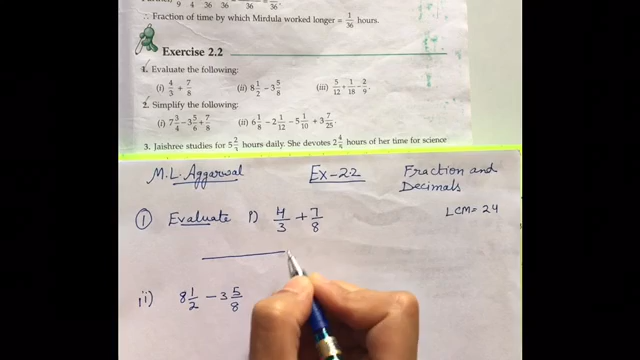 9 4 36 36 36
∴ Fraction of time by which Mirdula worked longer = 1/36 hours.
Exercise 2.2
1. Evaluate the following:
(i) 4/3 + 7/8 (ii) 8 1/2 − 3 5/8 (iii) 5/12 + 1/18 − 2/9
2. Simplify the following:
(i) 7 3/4 − 3 5/6 + 7/8 (ii) 6 1/8 − 2 1/12 − 5 1/10 + 3 7/25
3. Jaishree studies for 5 2/3 hours daily. She devotes 2 4/5 hours of her time for science
M.L. Aggarwal Ex-2.2 Fraction and Decimals
① Evaluate i) 4/3 + 7/8 LCM = 24
ii) 8 1/2 − 3 5/8